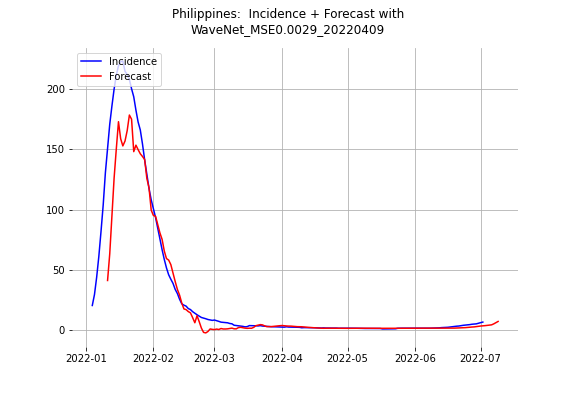 Philippines:  Incidence + Forecast with
WaveNet_MSE0.0029_20220409
Incidence
Forecast
200
150
100
50
0
2022-01 2022-02 2022-03 2022-04 2022-05 2022-06 2022-07